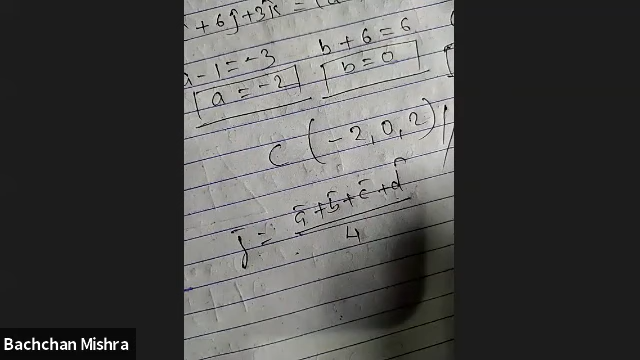 + 6ĵ + 3k̂ =
a - 1 = -3 b + 6 = 6
a = -2 b = 0
C (-2, 0, 2) //
= a̅ + b̅ + c̅ + d̅ / 4
Bachchan Mishra